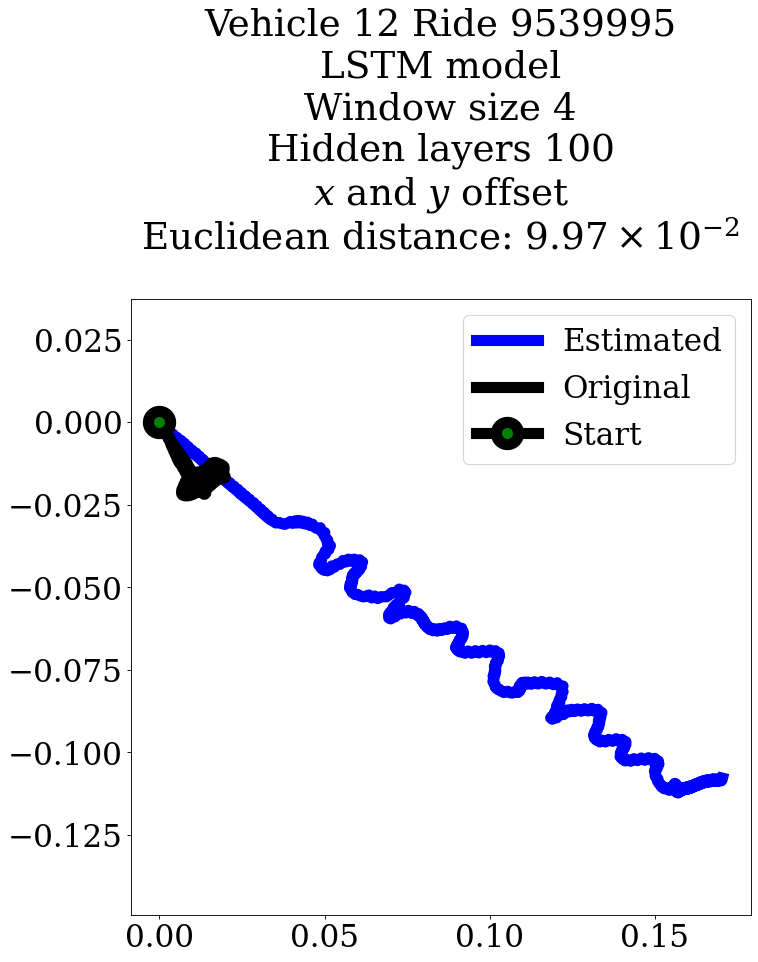 Vehicle 12 Ride 9539995
LSTM model
Window size 4
Hidden layers 100
x and y offset
Euclidean distance: 9.97 × 10⁻²
Estimated
Original
Start
0.025
0.000
−0.025
−0.050
−0.075
−0.100
−0.125
0.00 0.05 0.10 0.15